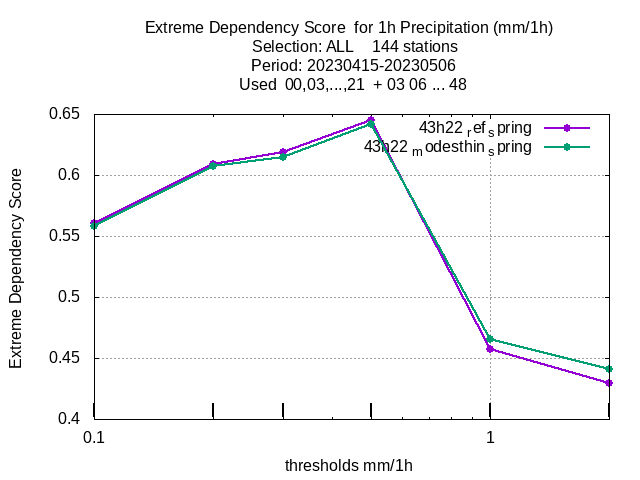 Extreme Dependency Score for 1h Precipitation (mm/1h)
Selection: ALL 144 stations
Period: 20230415-20230506
Used 00,03,...,21 + 03 06 ... 48
43h22 ref spring
43h22 modesthin spring
Extreme Dependency Score
0.65
0.6
0.55
0.5
0.45
0.4
0.1
1
thresholds mm/1h